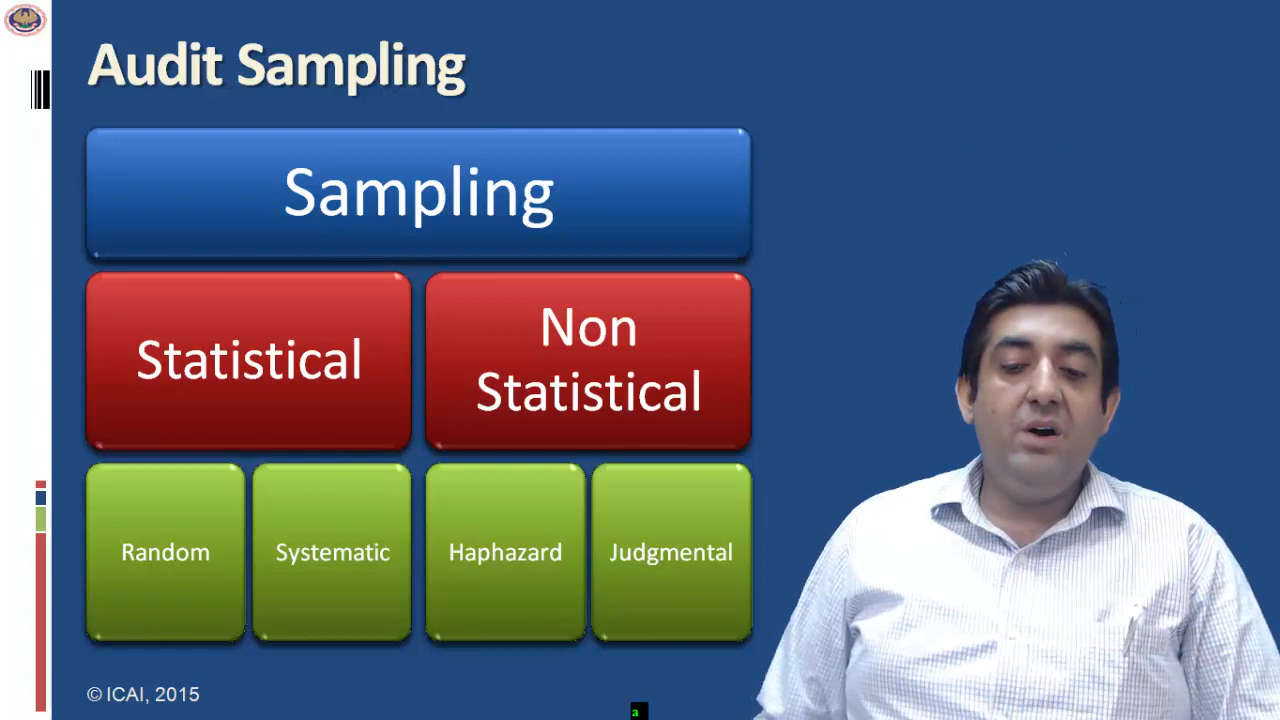 Audit Sampling
Sampling
Statistical
Non
Statistical
Random
Systematic
Haphazard
Judgmental
© ICAI, 2015
a